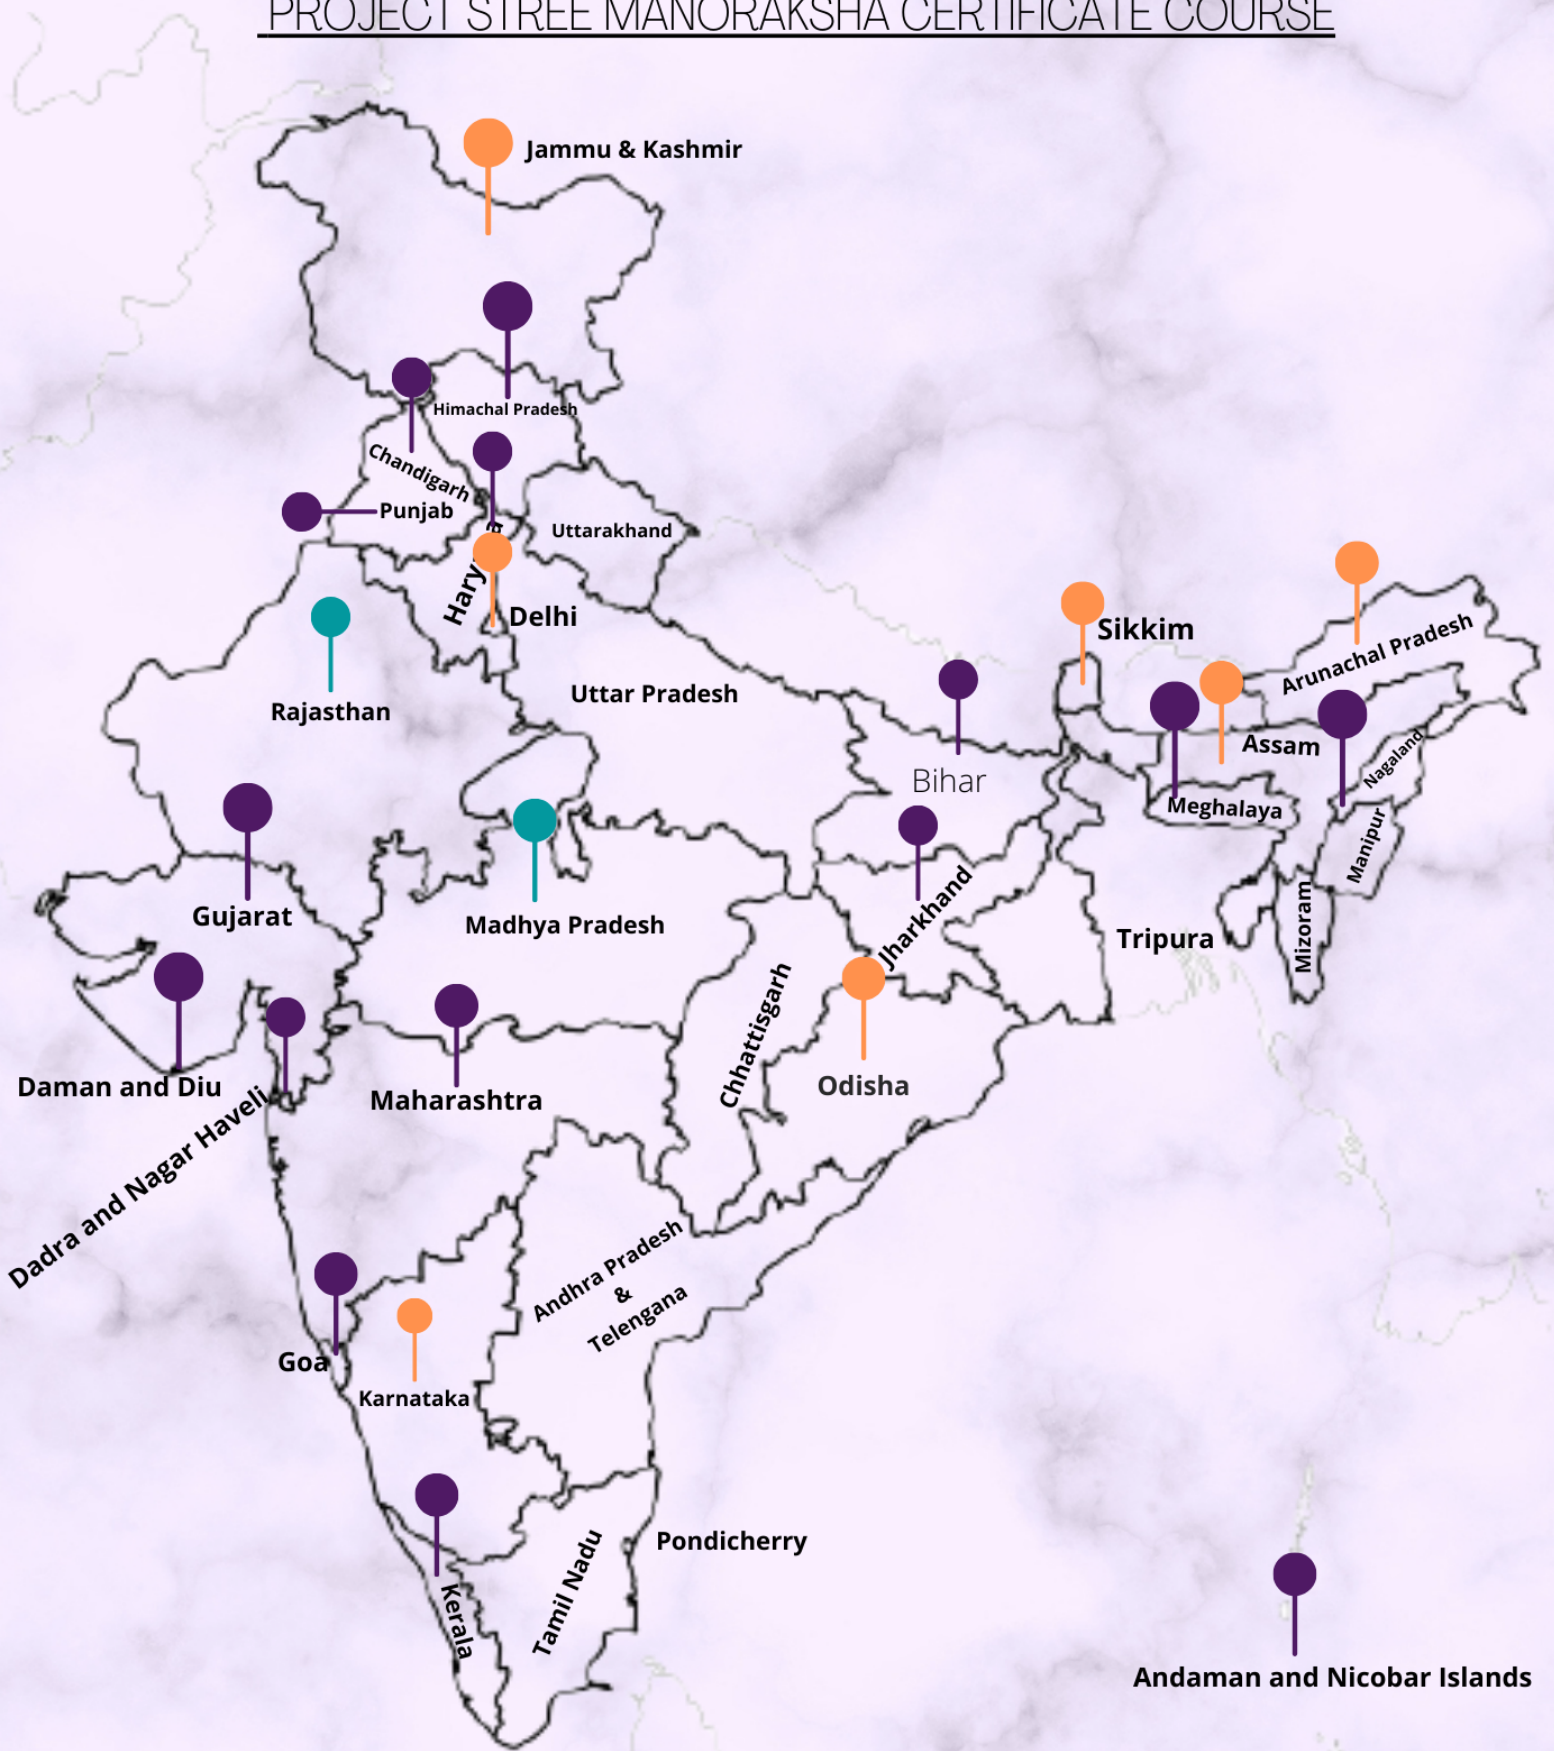 PROJECT STREE MANORAKSHA CERTIFICATE COURSE
Jammu & Kashmir
Himachal Pradesh
Chandigarh
Punjab
Uttarakhand
Delhi
Sikkim
Arunachal Pradesh
Rajasthan
Uttar Pradesh
Assam
Nagaland
Bihar
Meghalaya
Manipur
Gujarat
Madhya Pradesh
Jharkhand
Tripura
Mizoram
Chhattisgarh
Daman and Diu
Maharashtra
Odisha
Dadra and Nagar Haveli
Andhra Pradesh
&
Telengana
Goa
Karnataka
Pondicherry
Tamil Nadu
Kerala
Andaman and Nicobar Islands